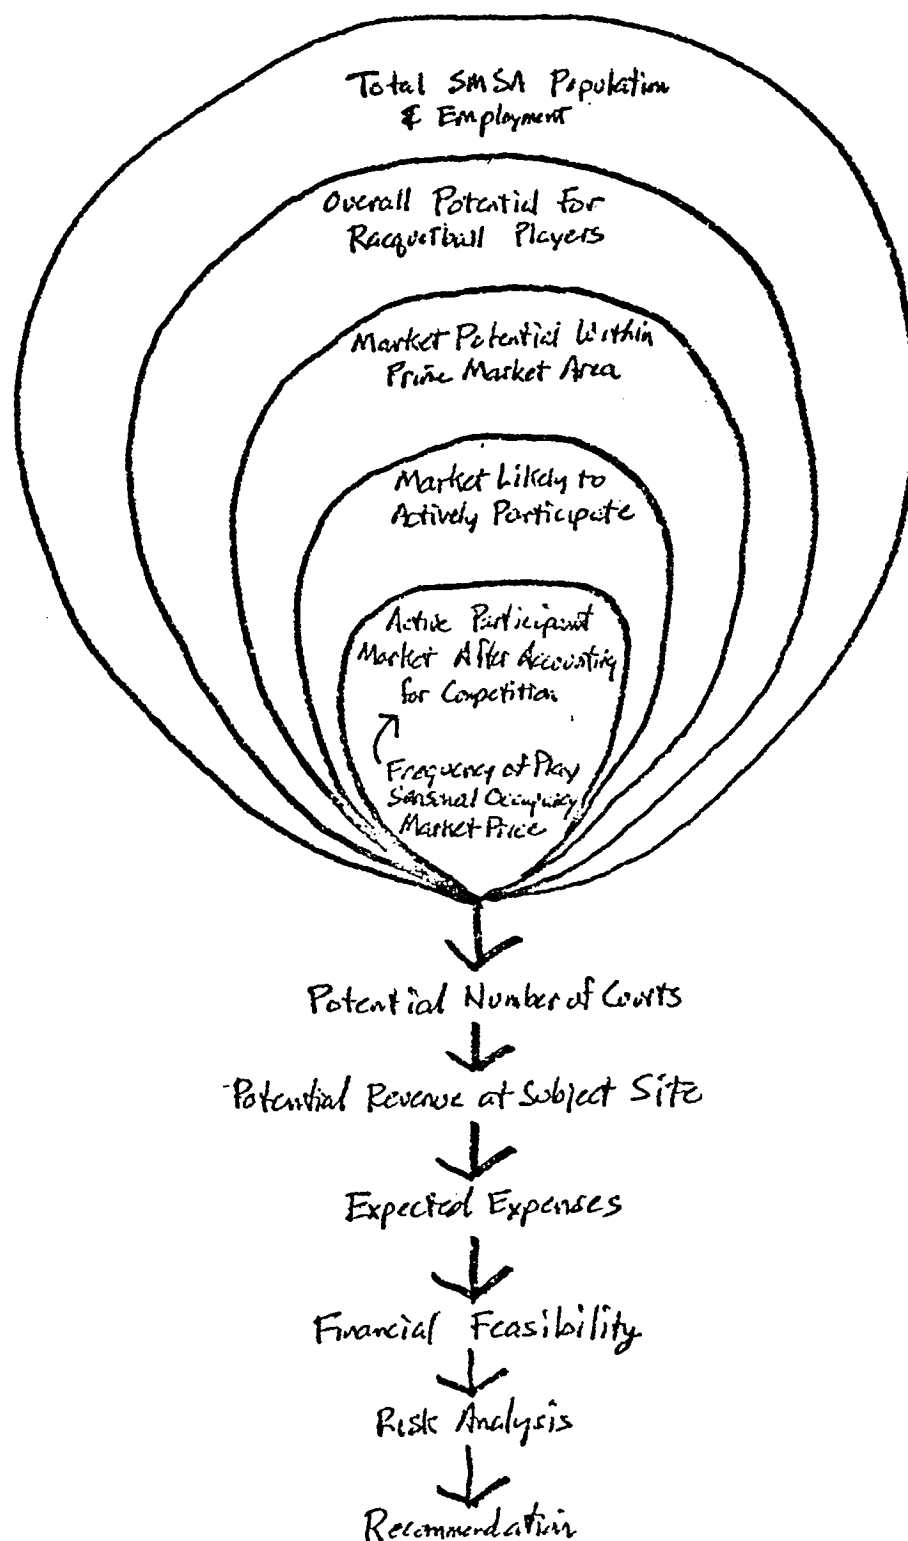 Total SMSA Population
& Employment
Overall Potential For
Racquetball Players
Market Potential Within
Prime Market Area
Market Likely to
Actively Participate
Active Participant
Market After Accounting
for Competition
Frequency of Play
Seasonal Occupancy
Market Price
Potential Number of Courts
Potential Revenue at Subject Site
Expected Expenses
Financial Feasibility
Risk Analysis
Recommendation